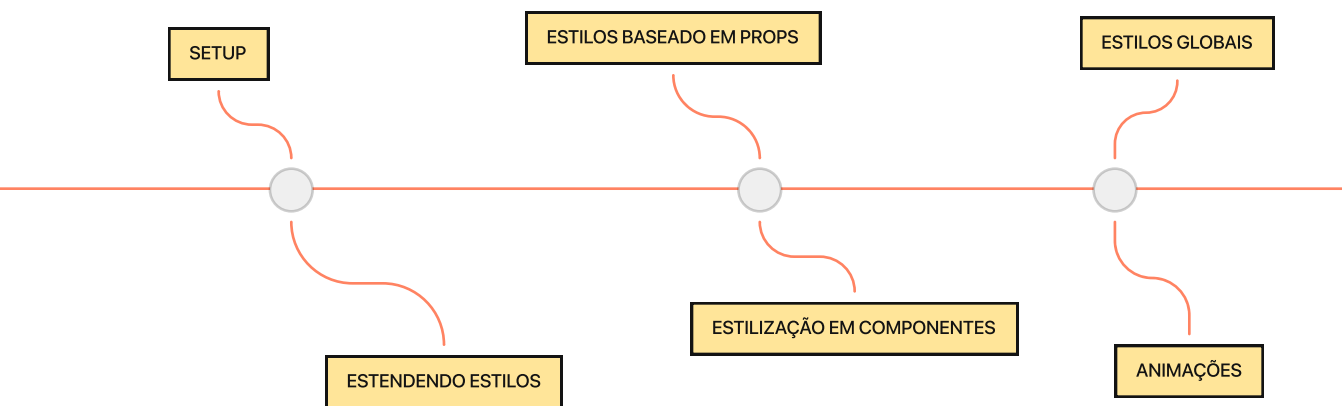 SETUP
ESTILOS BASEADO EM PROPS
ESTILOS GLOBAIS
ESTENDENDO ESTILOS
ESTILIZAÇÃO EM COMPONENTES
ANIMAÇÕES